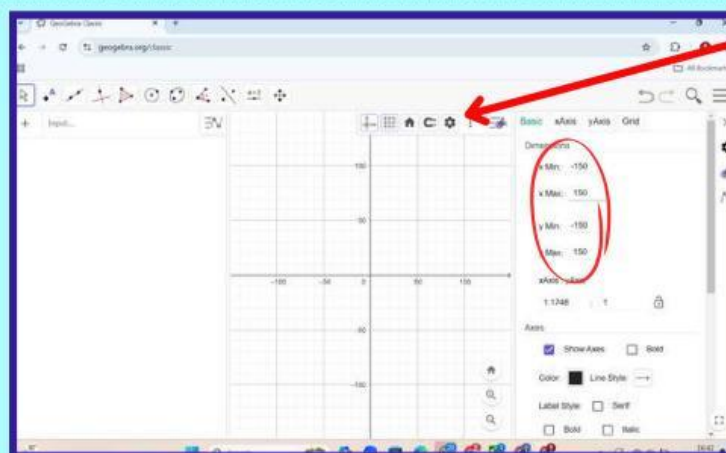 GeoGebra Classic
geogebra.org/classic
All Bookmarks
Input...
Basic xAxis yAxis Grid
Dimensions
x Min: -150
x Max: 150
y Min: -150
Max: 150
xAxis : yAxis
1.1748 : 1
Axes
Show Axes Bold
Color: Line Style:
Label Style: Serif
Bold Italic
100
50
-100 -50 0 50 100
-50
-100
16:42